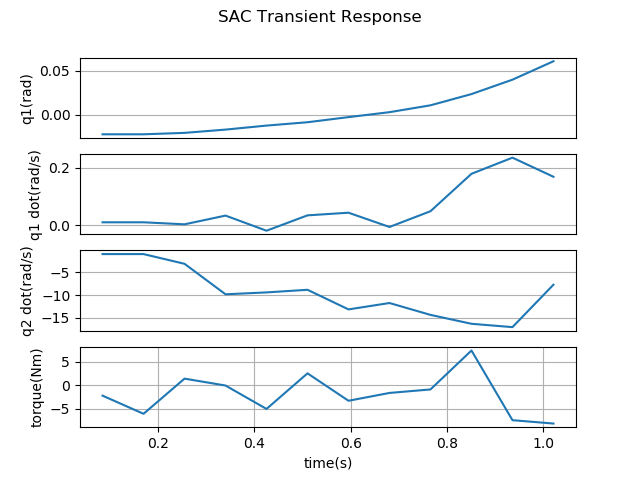 SAC Transient Response
q1(rad)
0.05
0.00
q1 dot(rad/s)
0.2
0.0
q2 dot(rad/s)
−5
−10
−15
torque(Nm)
5
0
−5
0.2 0.4 0.6 0.8 1.0
time(s)